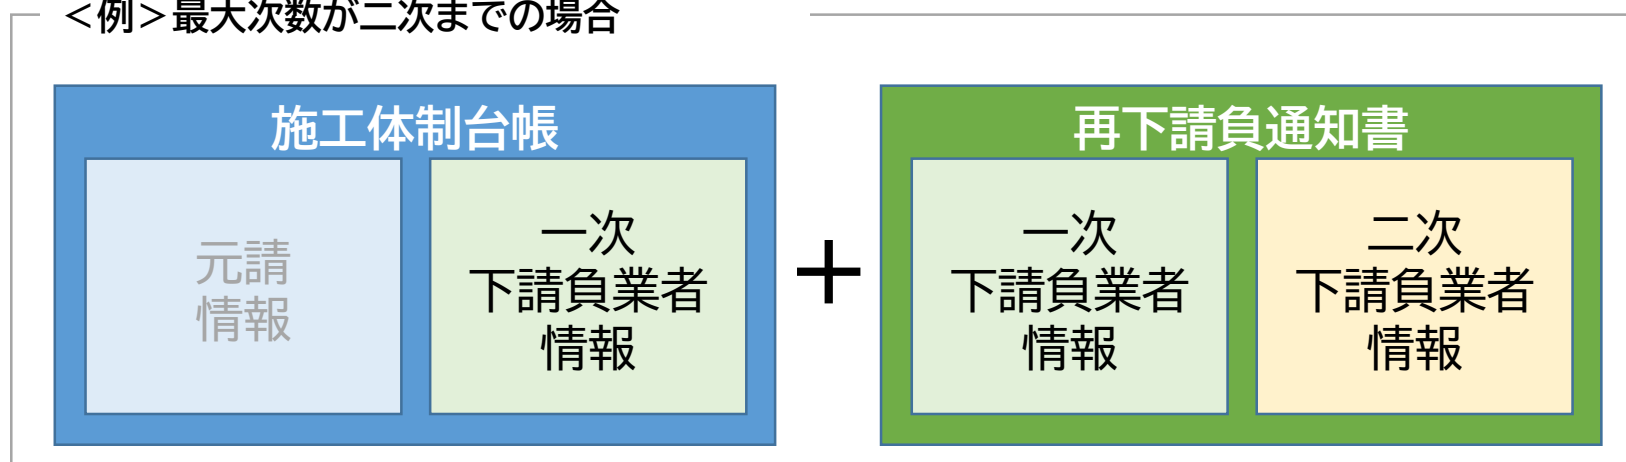 ＜例＞最大次数が二次までの場合
施工体制台帳
元請
情報
一次
下請負業者
情報
＋
再下請負通知書
一次
下請負業者
情報
二次
下請負業者
情報